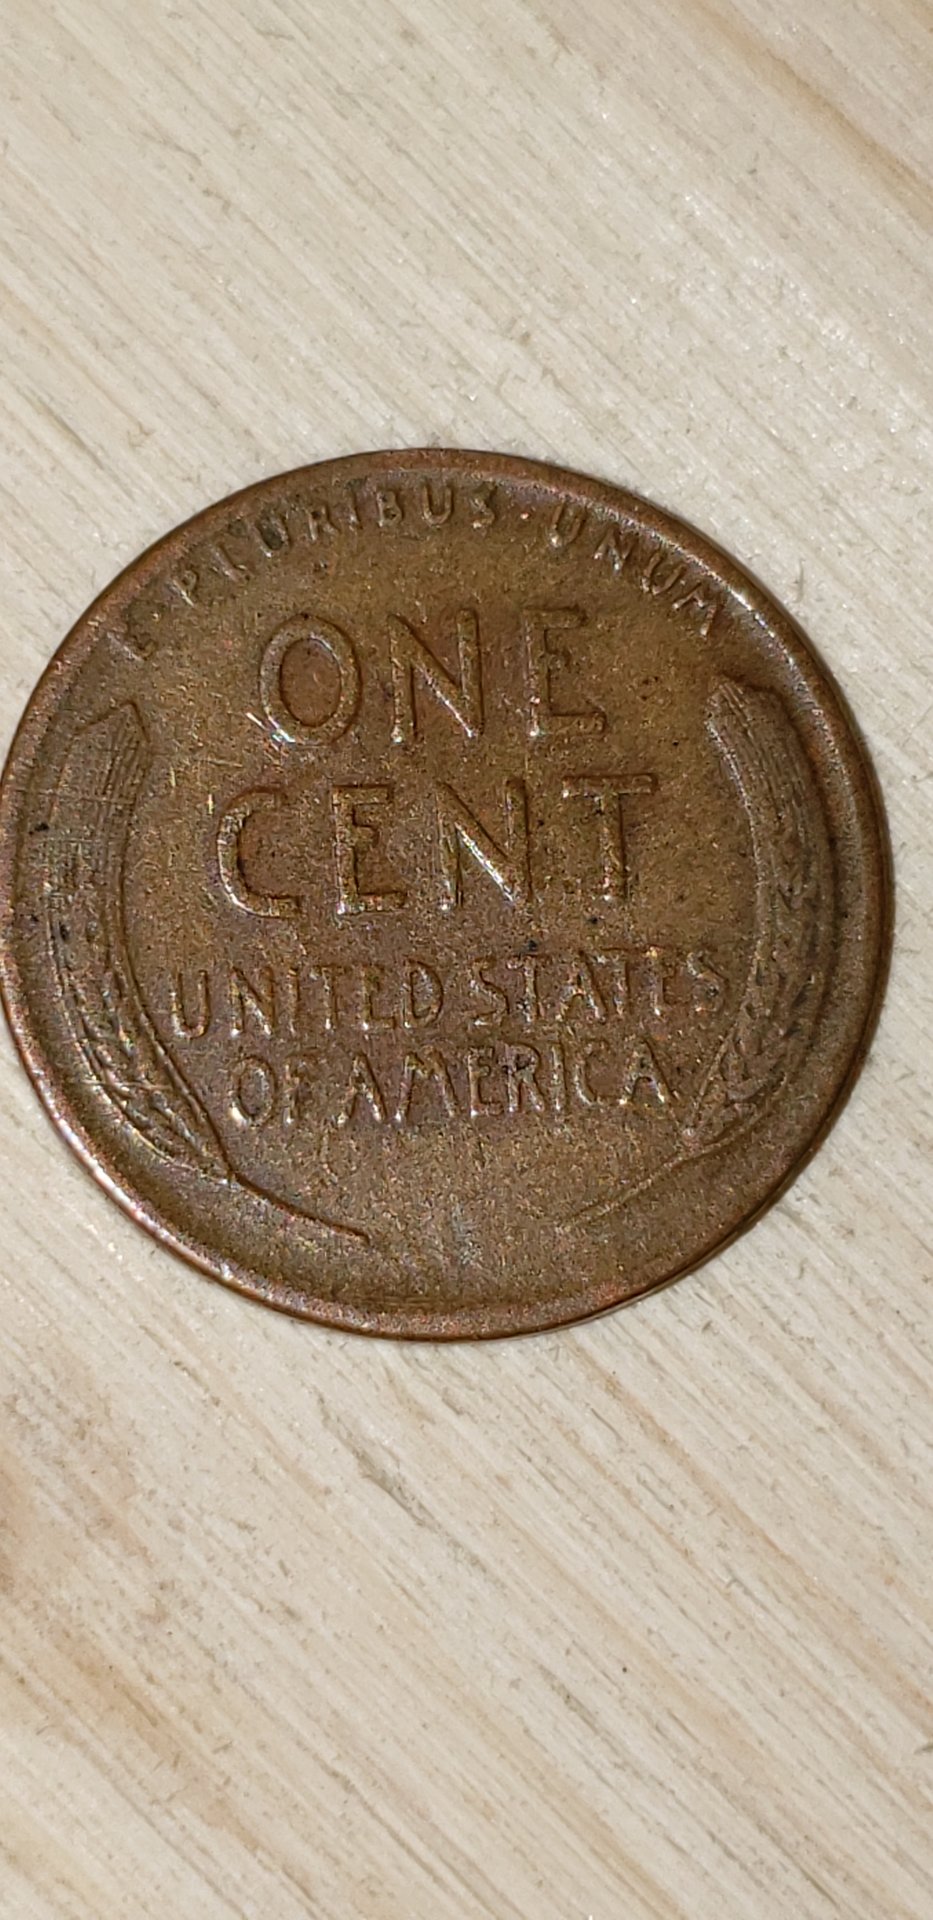 E·PLURIBUS·UNUM
ONE
CENT
UNITED STATES
OF AMERICA